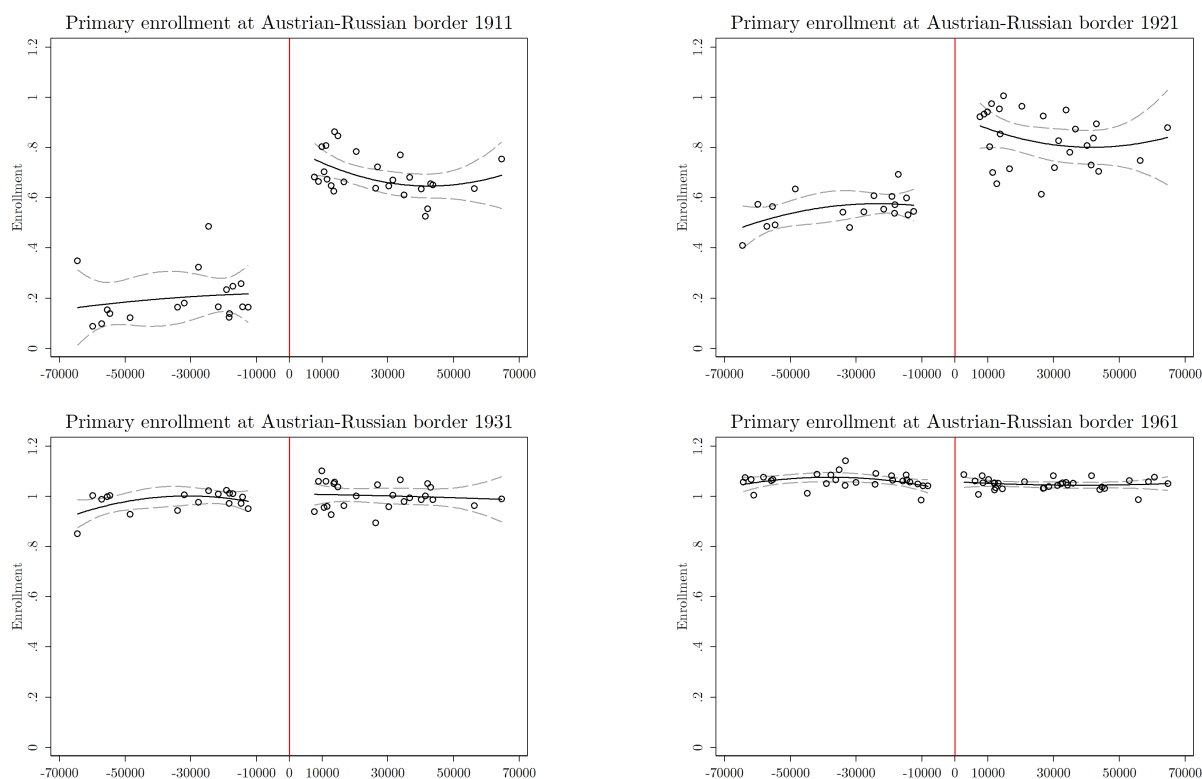 Primary enrollment at Austrian-Russian border 1911
Enrollment
1.2
1
.8
.6
.4
.2
0
-70000 -50000 -30000 -10000 0 10000 30000 50000 70000
Primary enrollment at Austrian-Russian border 1921
Enrollment
1.2
1
.8
.6
.4
.2
0
-70000 -50000 -30000 -10000 0 10000 30000 50000 70000
Primary enrollment at Austrian-Russian border 1931
Enrollment
1.2
1
.8
.6
.4
.2
0
-70000 -50000 -30000 -10000 0 10000 30000 50000 70000
Primary enrollment at Austrian-Russian border 1961
Enrollment
1.2
1
.8
.6
.4
.2
0
-70000 -50000 -30000 -10000 0 10000 30000 50000 70000